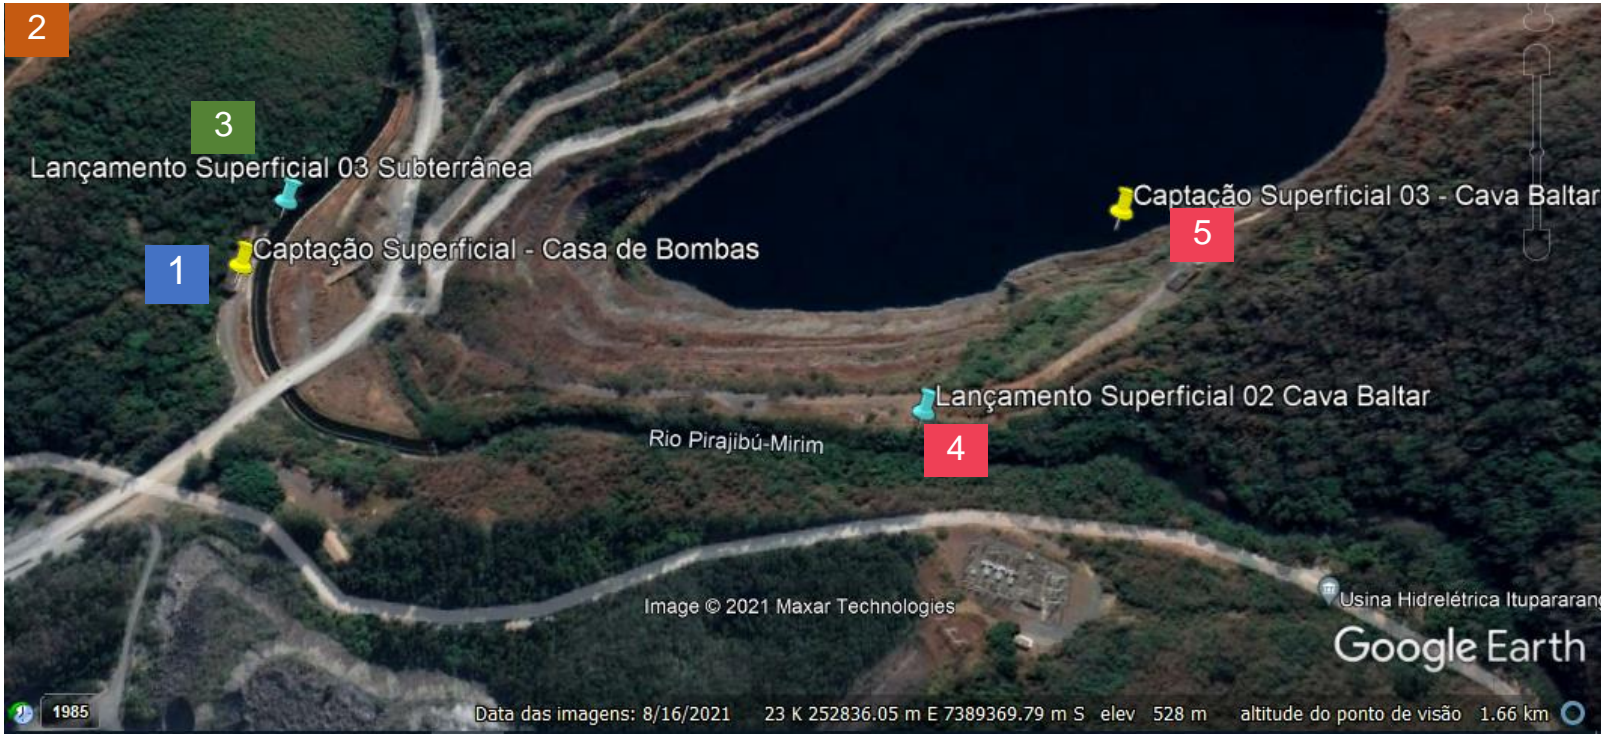 2
3
Lançamento Superficial 03 Subterrânea
Captação Superficial 03 - Cava Baltar
5
Captação Superficial - Casa de Bombas
1
Lançamento Superficial 02 Cava Baltar
Rio Pirajibú-Mirim
4
Image © 2021 Maxar Technologies
Usina Hidrelétrica Itupararang
Google Earth
1985
Data das imagens: 8/16/2021 23 K 252836.05 m E 7389369.79 m S elev 528 m altitude do ponto de visão 1.66 km